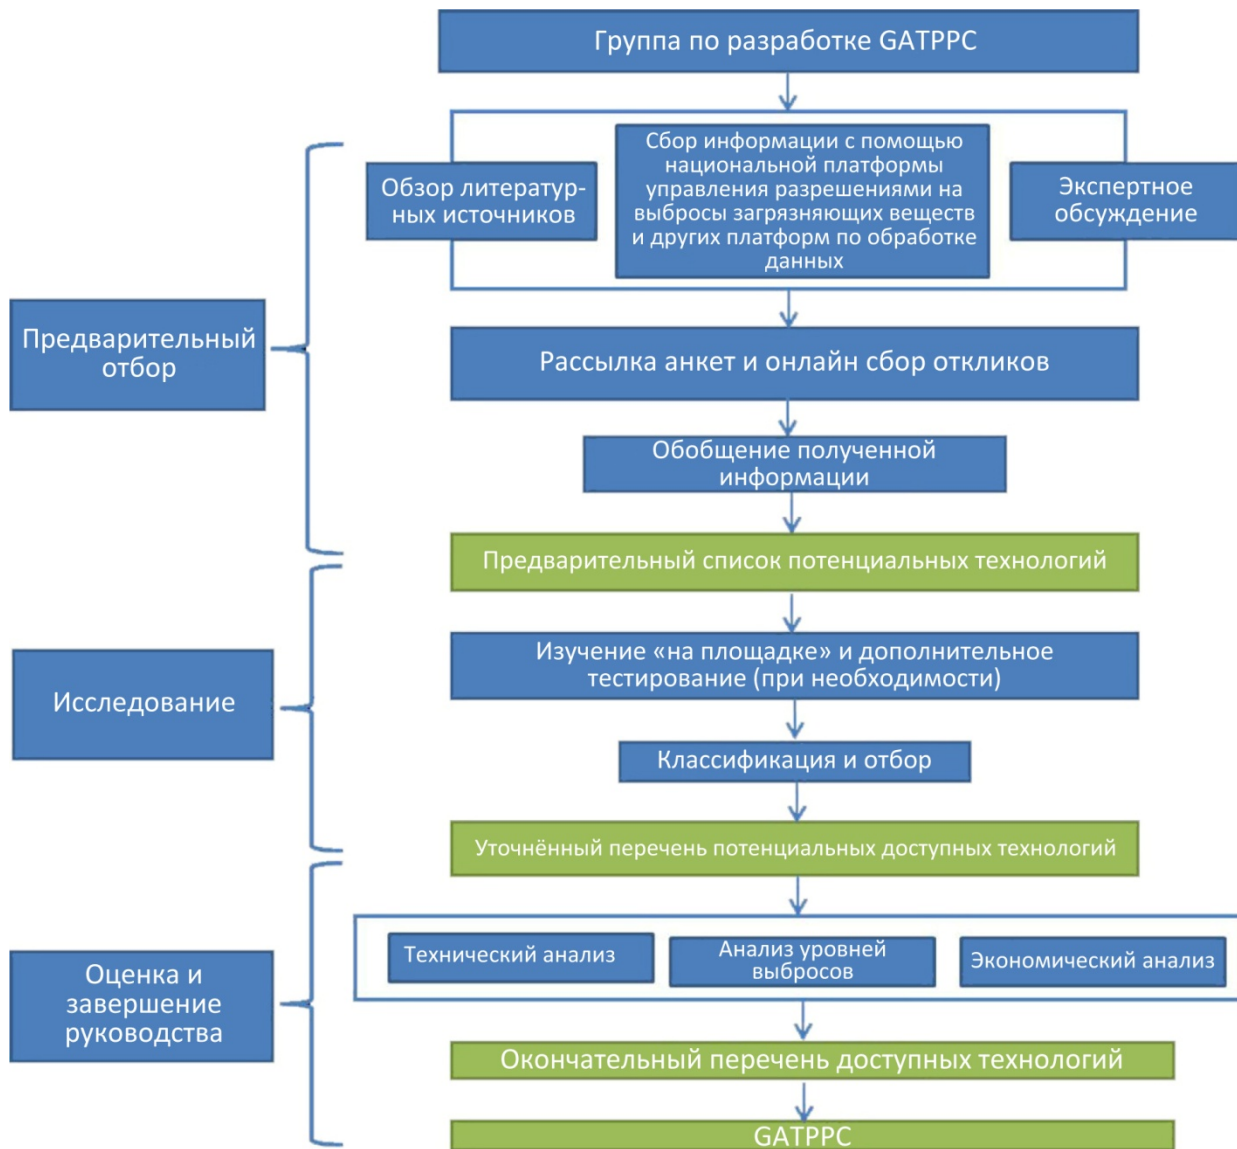 Группа по разработке GATPPC
Обзор литератур-
ных источников
Сбор информации с помощью
национальной платформы
управления разрешениями на
выбросы загрязняющих веществ
и других платформ по обработке
данных
Экспертное
обсуждение
Предварительный
отбор
Рассылка анкет и онлайн сбор откликов
Обобщение полученной
информации
Предварительный список потенциальных технологий
Исследование
Изучение «на площадке» и дополнительное
тестирование (при необходимости)
Классификация и отбор
Уточнённый перечень потенциальных доступных технологий
Оценка и
завершение
руководства
Технический анализ
Анализ уровней
выбросов
Экономический анализ
Окончательный перечень доступных технологий
GATPPC